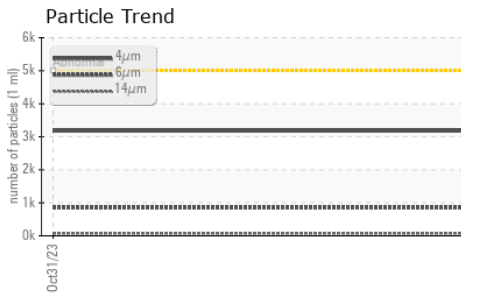 Particle Trend
6k
5k
4k
3k
2k
1k
0k
number of particles (1 ml)
Abnormal
4μm
6μm
14μm
Oct31/23